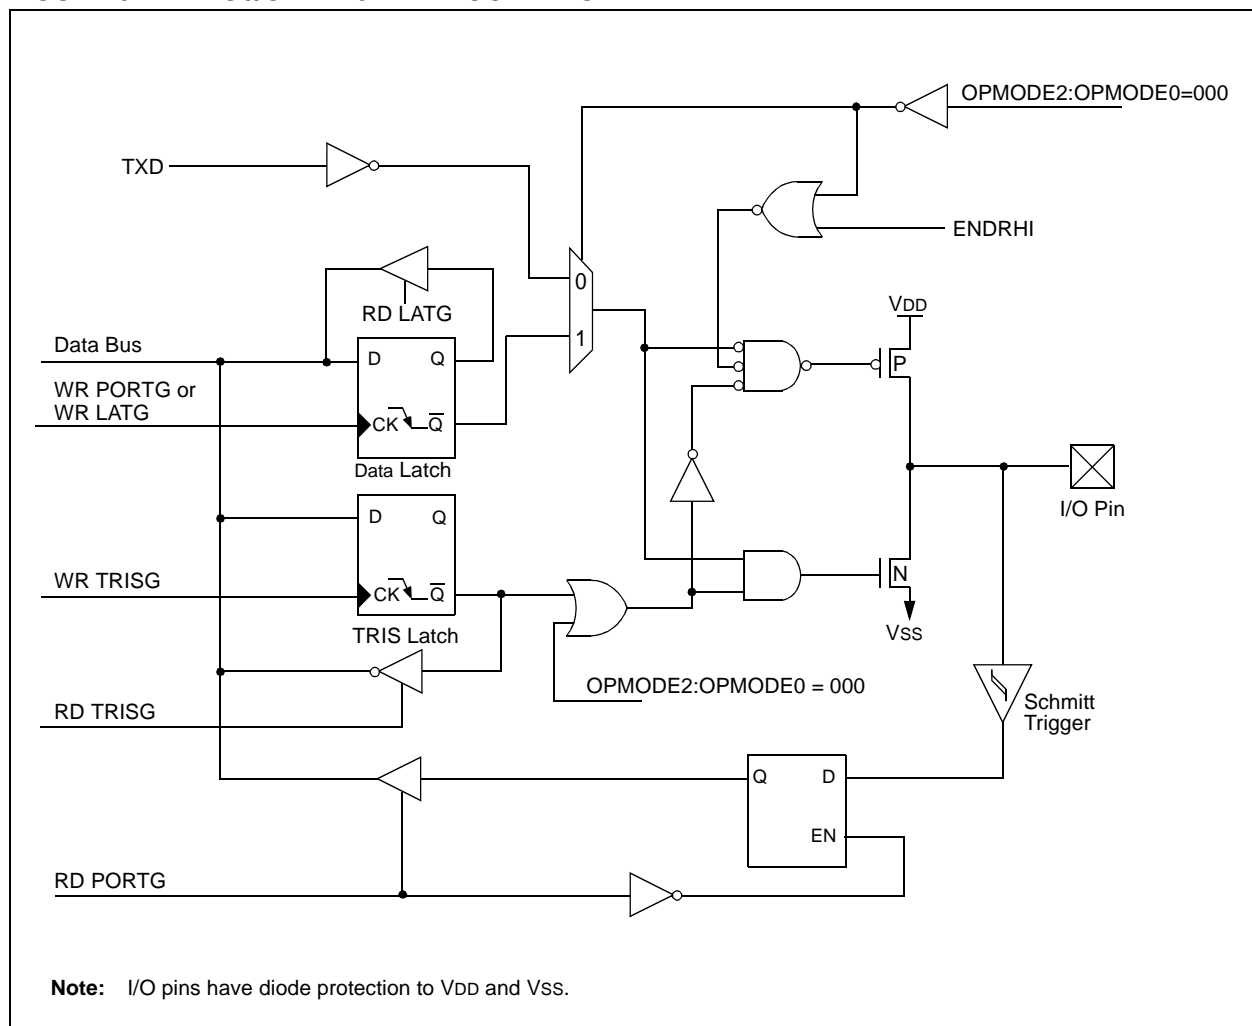 OPMODE2:OPMODE0=000
TXD
ENDRHI
0
RD LATG
1
VDD
Data Bus
D Q
P
WR PORTG or
WR LATG
CK Q̅
Data Latch
I/O Pin
D Q
WR TRISG
CK Q̅
N
VSS
TRIS Latch
OPMODE2:OPMODE0 = 000
RD TRISG
Schmitt
Trigger
Q D
EN
RD PORTG
Note: I/O pins have diode protection to VDD and VSS.